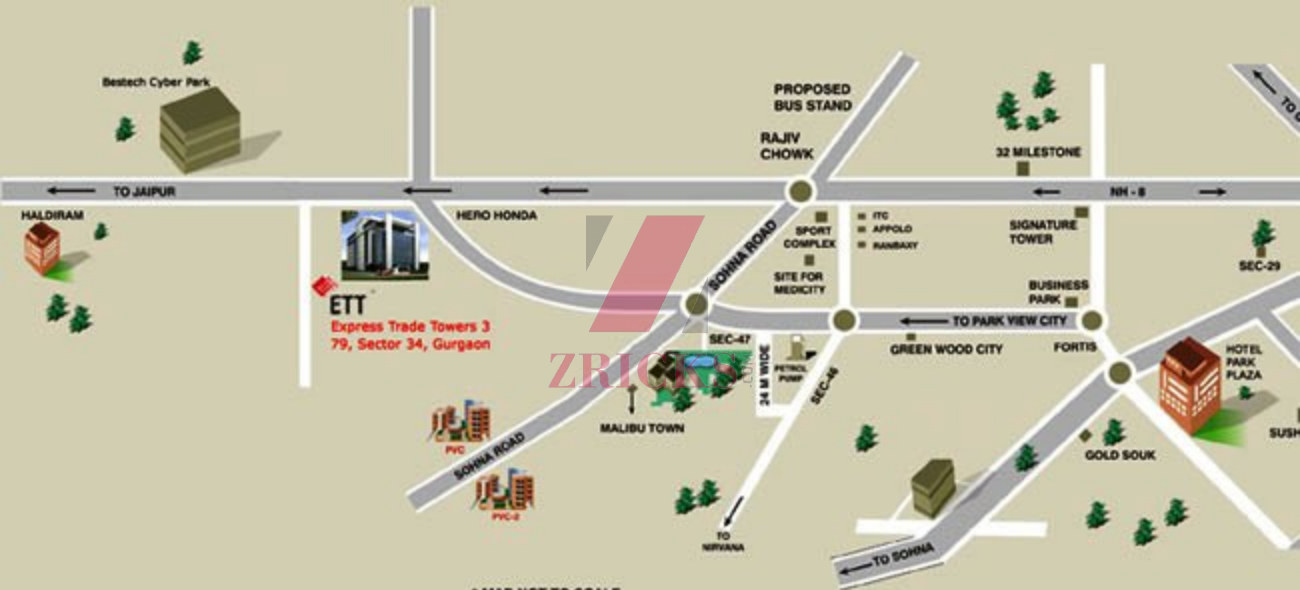 Bestech Cyber Park
PROPOSED
BUS STAND
RAJIV
CHOWK
32 MILESTONE
TO JAIPUR
NH - 8
HALDIRAM
HERO HONDA
SPORT
COMPLEX
ITC
APPOLO
RANBAXY
SIGNATURE
TOWER
SEC-29
SOHNA ROAD
SITE FOR
MEDICITY
BUSINESS
PARK
ETT
Express Trade Towers 3
79, Sector 34, Gurgaon
TO PARK VIEW CITY
SEC-47
GREEN WOOD CITY
FORTIS
ZRICKS
24 M WIDE
PETROL
PUMP
SEC-46
HOTEL
PARK
PLAZA
MALIBU TOWN
PVC
SOHNA ROAD
GOLD SOUK
SUSH
PVC-2
TO
NIRVANA
TO SOHNA